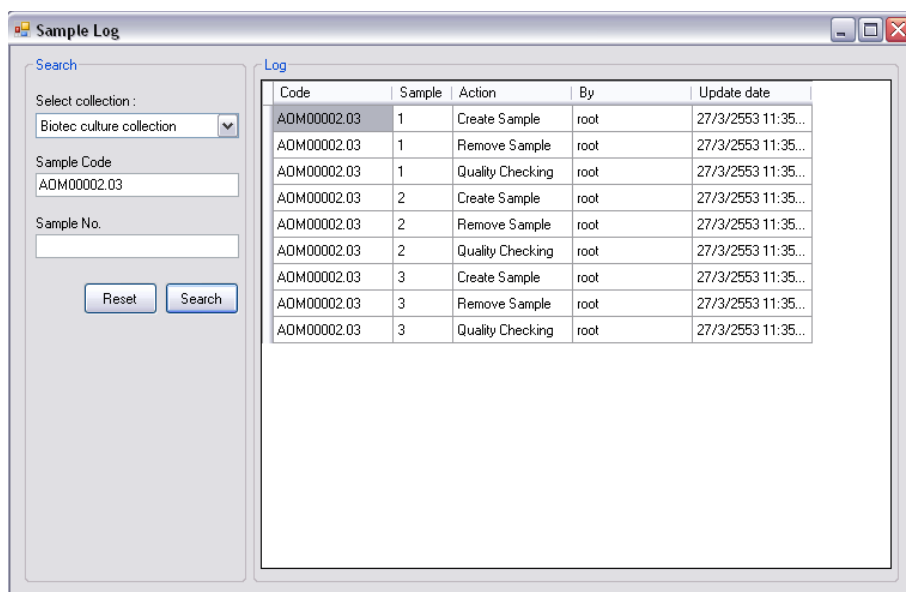 Sample Log
Search
Select collection :
Biotec culture collection
Sample Code
AOM00002.03
Sample No.
Reset Search
Log
Code Sample Action By Update date
AOM00002.03 1 Create Sample root 27/3/2553 11:35...
AOM00002.03 1 Remove Sample root 27/3/2553 11:35...
AOM00002.03 1 Quality Checking root 27/3/2553 11:35...
AOM00002.03 2 Create Sample root 27/3/2553 11:35...
AOM00002.03 2 Remove Sample root 27/3/2553 11:35...
AOM00002.03 2 Quality Checking root 27/3/2553 11:35...
AOM00002.03 3 Create Sample root 27/3/2553 11:35...
AOM00002.03 3 Remove Sample root 27/3/2553 11:35...
AOM00002.03 3 Quality Checking root 27/3/2553 11:35...